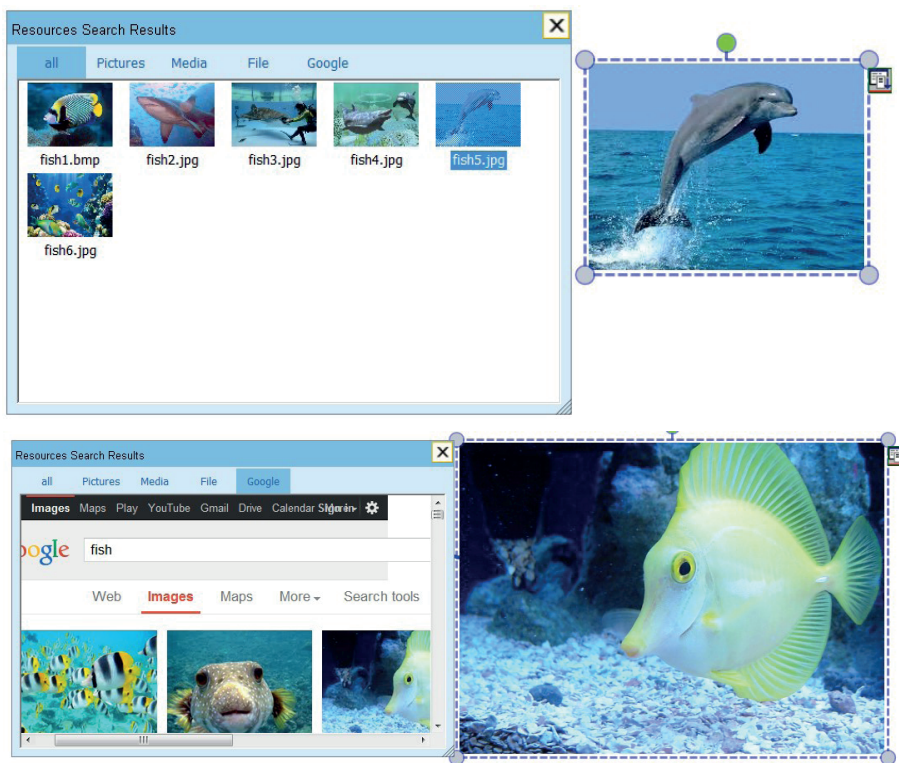 Resources Search Results
all Pictures Media File Google
fish1.bmp fish2.jpg fish3.jpg fish4.jpg fish5.jpg
fish6.jpg
Resources Search Results
all Pictures Media File Google
Images Maps Play YouTube Gmail Drive Calendar
oogle fish
Web Images Maps More Search tools